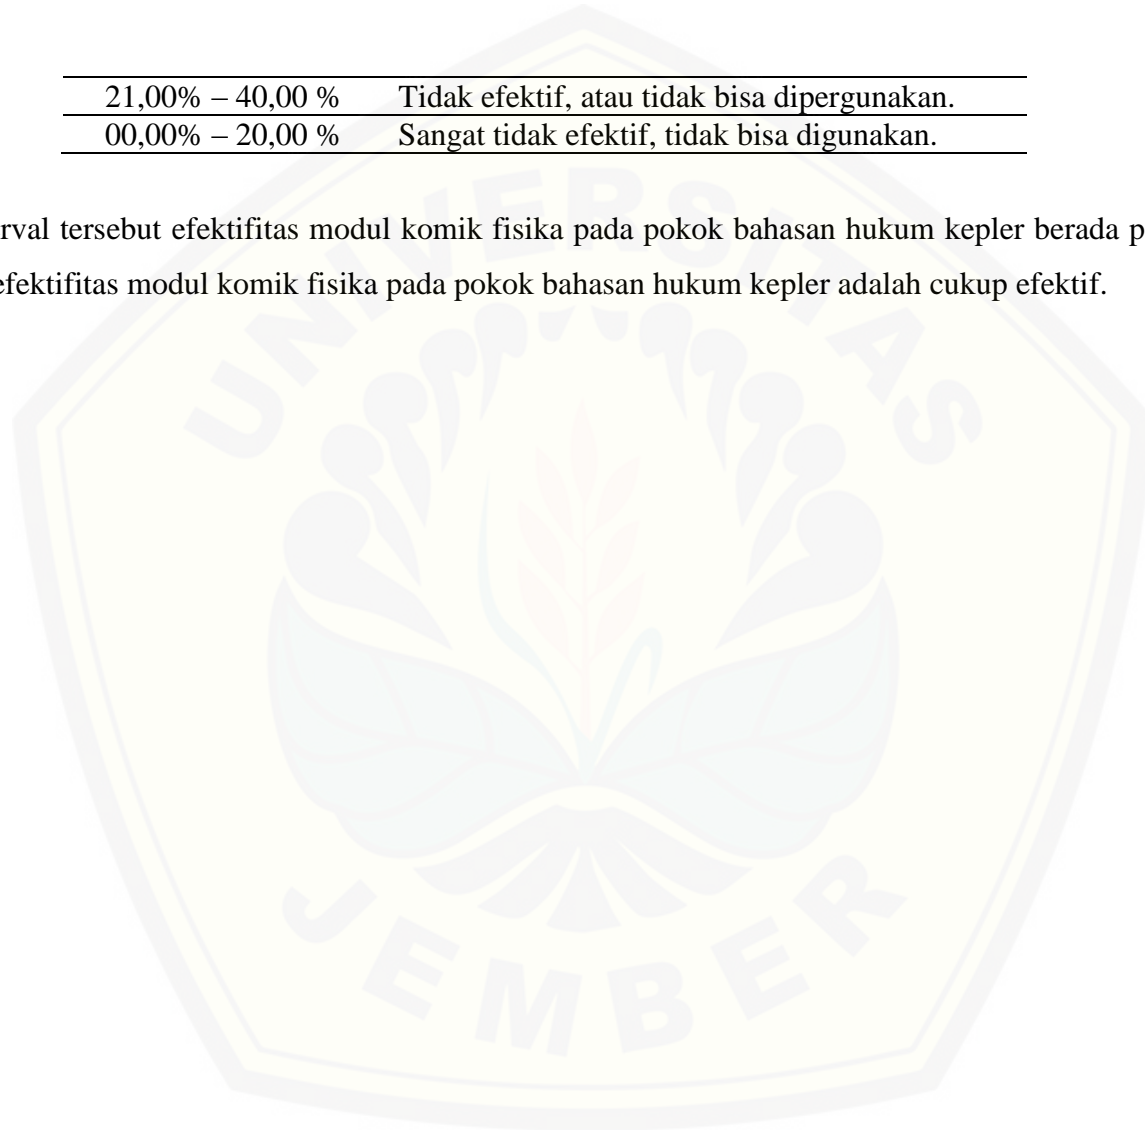 21,00% – 40,00 % Tidak efektif, atau tidak bisa dipergunakan.
00,00% – 20,00 % Sangat tidak efektif, tidak bisa digunakan.
tersebut efektifitas modul komik fisika pada pokok bahasan hukum kepler berada
efektifitas modul komik fisika pada pokok bahasan hukum kepler adalah cukup efektif.
UNIVERSITAS
JEMBER